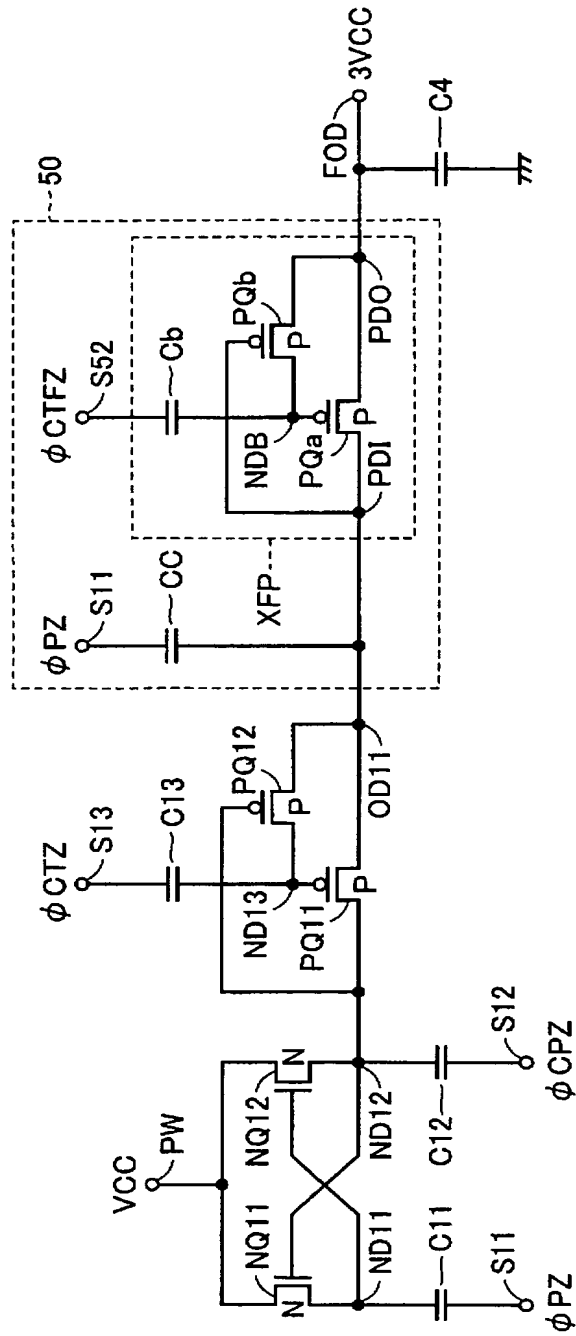 50
φCTFZ
S52
Cb
PQb
P
NDB
PQa
P
PDI
PDO
FOD
3VCC
C4
XFP
φPZ
S11
CC
φCTZ
S13
C13
PQ12
P
ND13
PQ11
P
OD11
VCC
PW
NQ11
N
NQ12
N
ND11
ND12
C11
C12
S11
S12
φPZ
φCPZ